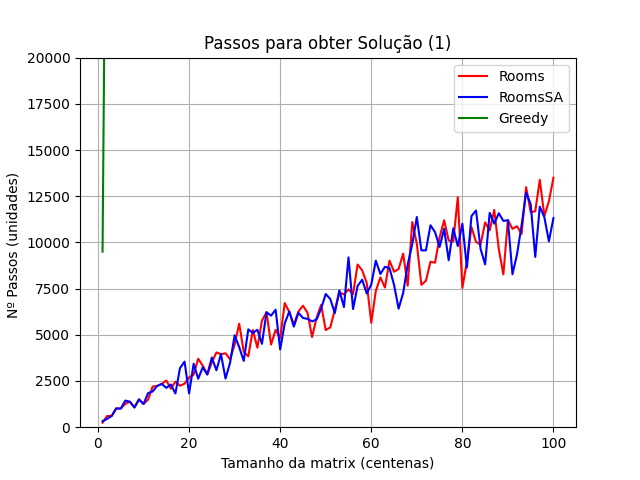 Passos para obter Solução (1)
20000
17500
15000
12500
10000
7500
5000
2500
0
Nº Passos (unidades)
Rooms
RoomsSA
Greedy
0 20 40 60 80 100
Tamanho da matrix (centenas)